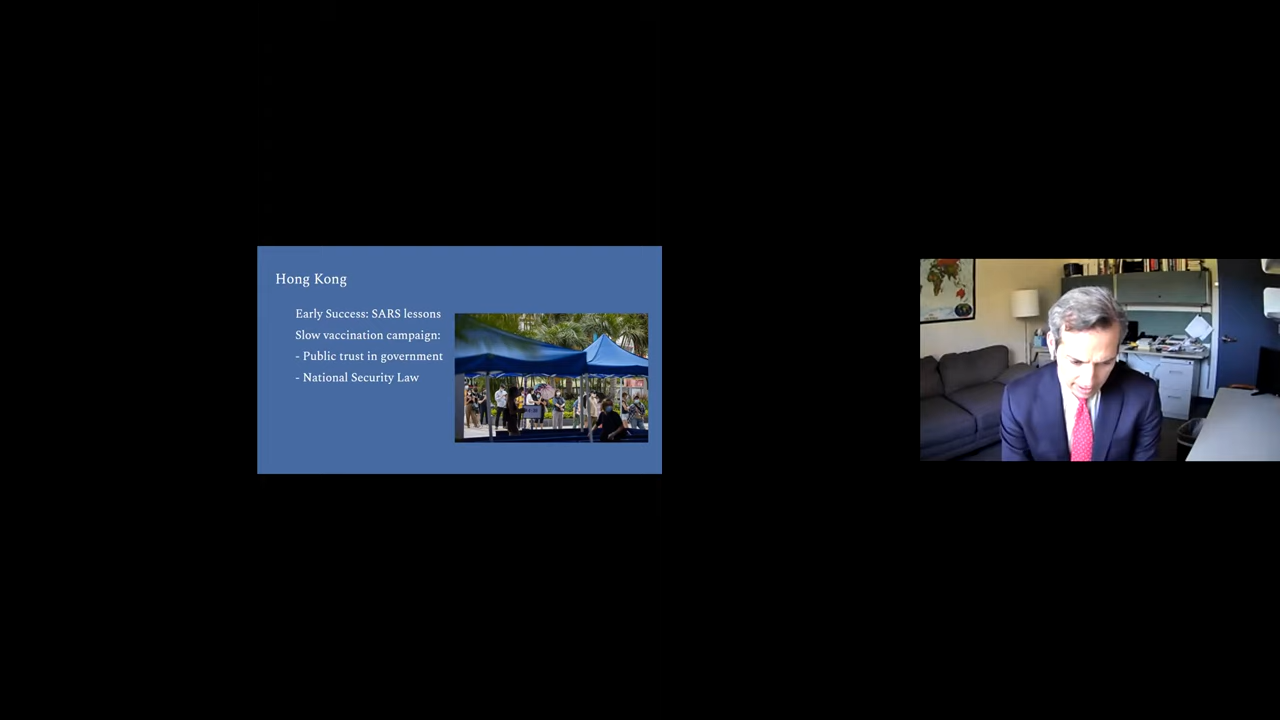 Hong Kong
Early Success: SARS lessons
Slow vaccination campaign:
- Public trust in government
- National Security Law